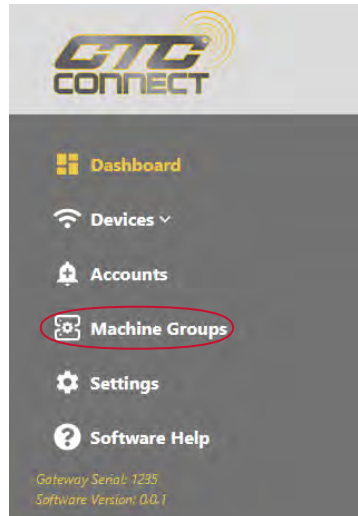 CTC
CONNECT
Dashboard
Devices
Accounts
Machine Groups
Settings
Software Help
Gateway Serial: 1235
Software Version: 0.0.1